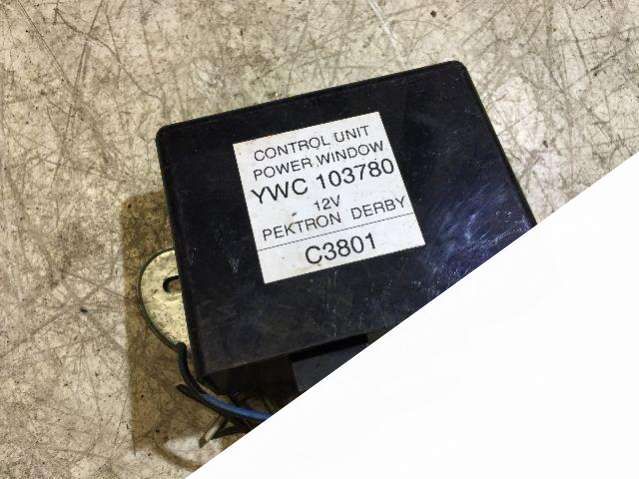 CONTROL UNIT
POWER WINDOW
YWC 103780
12V
PEKTRON DERBY
C3801